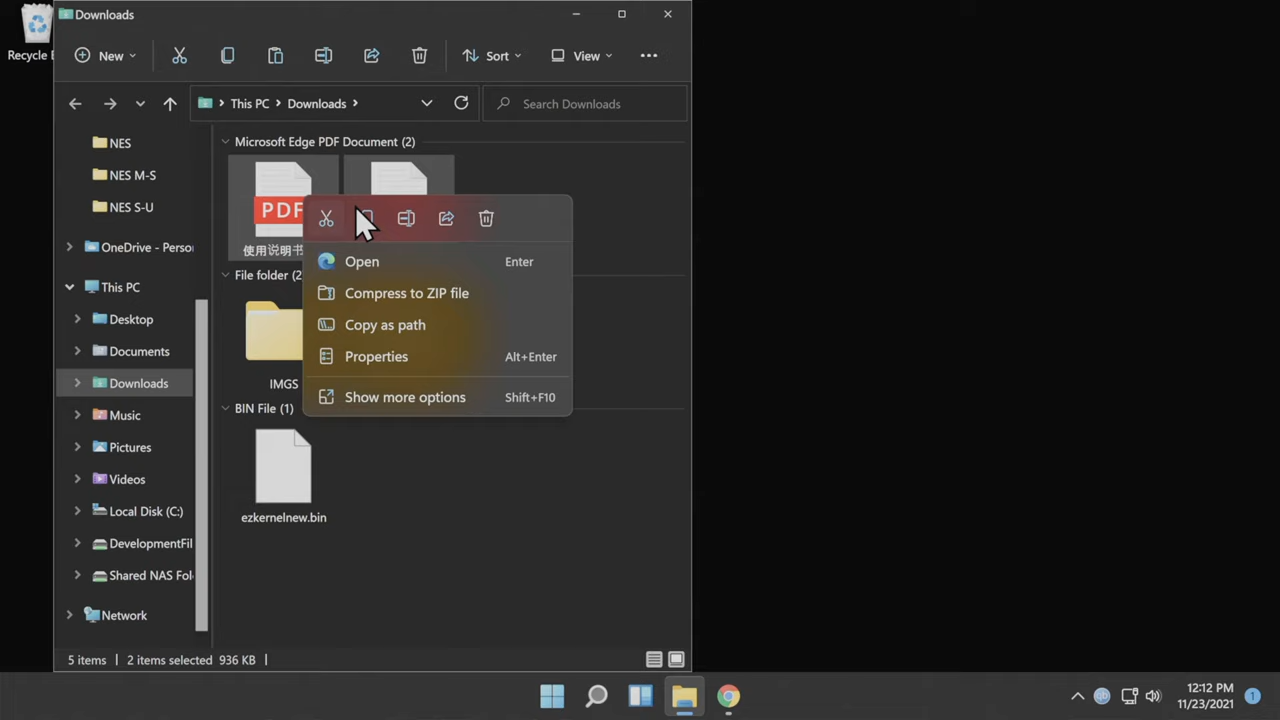 Downloads
Recycle
New
Sort
View
This PC
Downloads
Search Downloads
NES
NES M-S
NES S-U
OneDrive - Perso
This PC
Desktop
Documents
Downloads
Music
Pictures
Videos
Local Disk (C:)
DevelopmentFil
Shared NAS Fol
Network
Microsoft Edge PDF Document (2)
PDF
使用说明书
File folder (2
IMGS
BIN File (1)
ezkernelnew.bin
Open Enter
Compress to ZIP file
Copy as path
Properties Alt+Enter
Show more options Shift+F10
5 items 2 items selected 936 KB
12:12 PM
11/23/2021
1